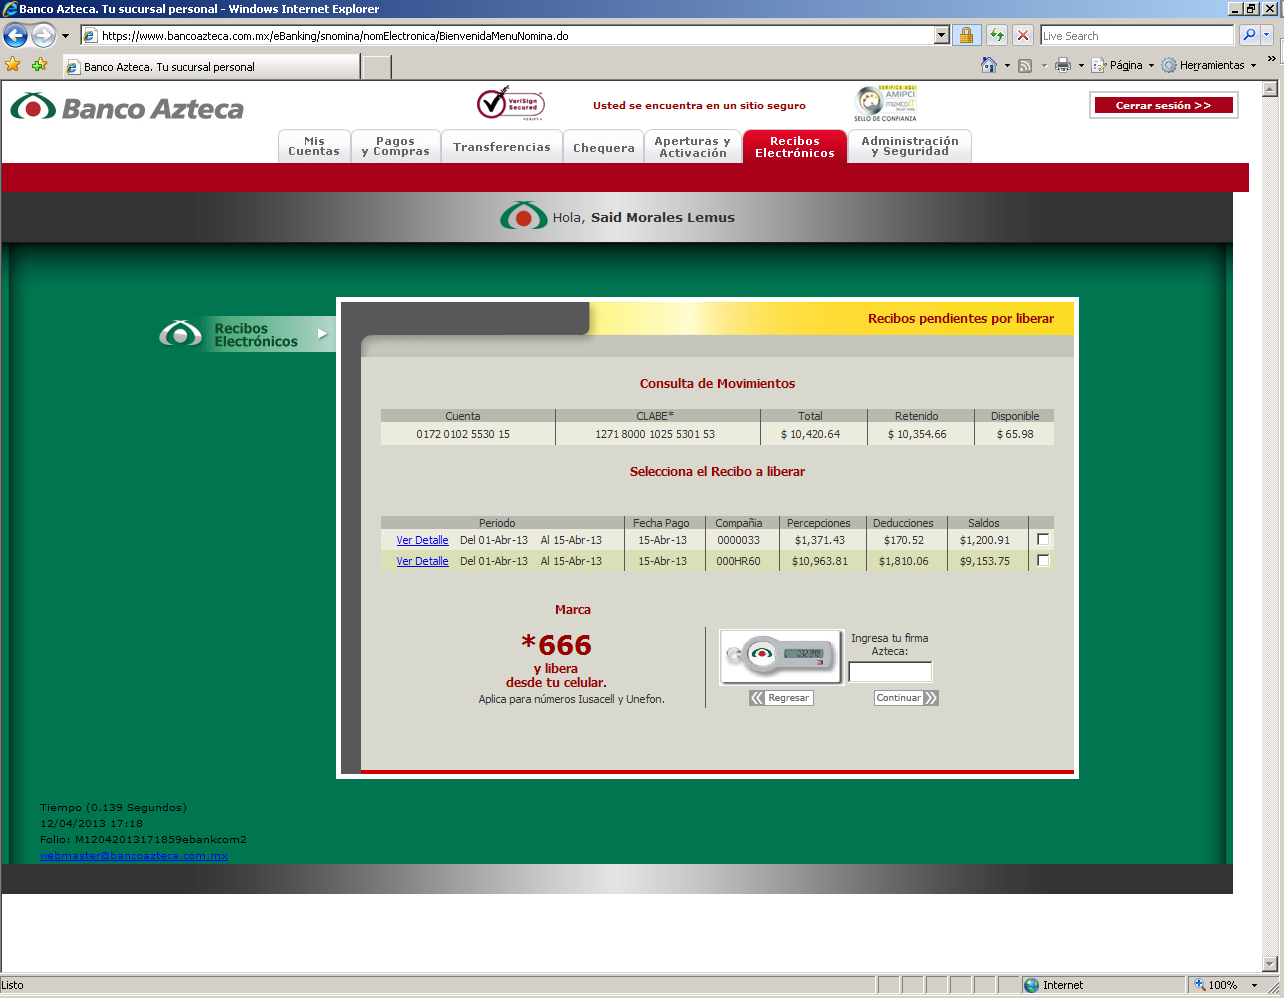 Banco Azteca. Tu sucursal personal - Windows Internet Explorer
https://www.bancoazteca.com.mx/eBanking/snomina/nomElectronica/BienvenidaMenuNomina.do
Live Search
Banco Azteca. Tu sucursal personal
Página
Herramientas
Banco Azteca
VeriSign
Secured
VERIFY
Usted se encuentra en un sitio seguro
VERIFICA AQUI
AMIPCI
SELLO DE CONFIANZA
Cerrar sesión >>
Mis Cuentas
Pagos y Compras
Transferencias
Chequera
Aperturas y Activación
Recibos Electrónicos
Administración y Seguridad
Hola, Said Morales Lemus
Recibos
Electrónicos
Recibos pendientes por liberar
Consulta de Movimientos
Cuenta CLABE* Total Retenido Disponible
0172 0102 5530 15 1271 8000 1025 5301 53 $ 10,420.64 $ 10,354.66 $ 65.98
Selecciona el Recibo a liberar
Periodo Fecha Pago Compañia Percepciones Deducciones Saldos
Ver Detalle Del 01-Abr-13 Al 15-Abr-13 15-Abr-13 0000033 $1,371.43 $170.52 $1,200.91
Ver Detalle Del 01-Abr-13 Al 15-Abr-13 15-Abr-13 000HR60 $10,963.81 $1,810.06 $9,153.75
Marca
*666
y libera
desde tu celular.
Aplica para números Iusacell y Unefon.
Ingresa tu firma
Azteca:
Regresar
Continuar
Tiempo (0.139 Segundos)
12/04/2013 17:18
Folio: M12042013171859ebankcom2
webmaster@bancoazteca.com.mx
Listo
Internet
100%